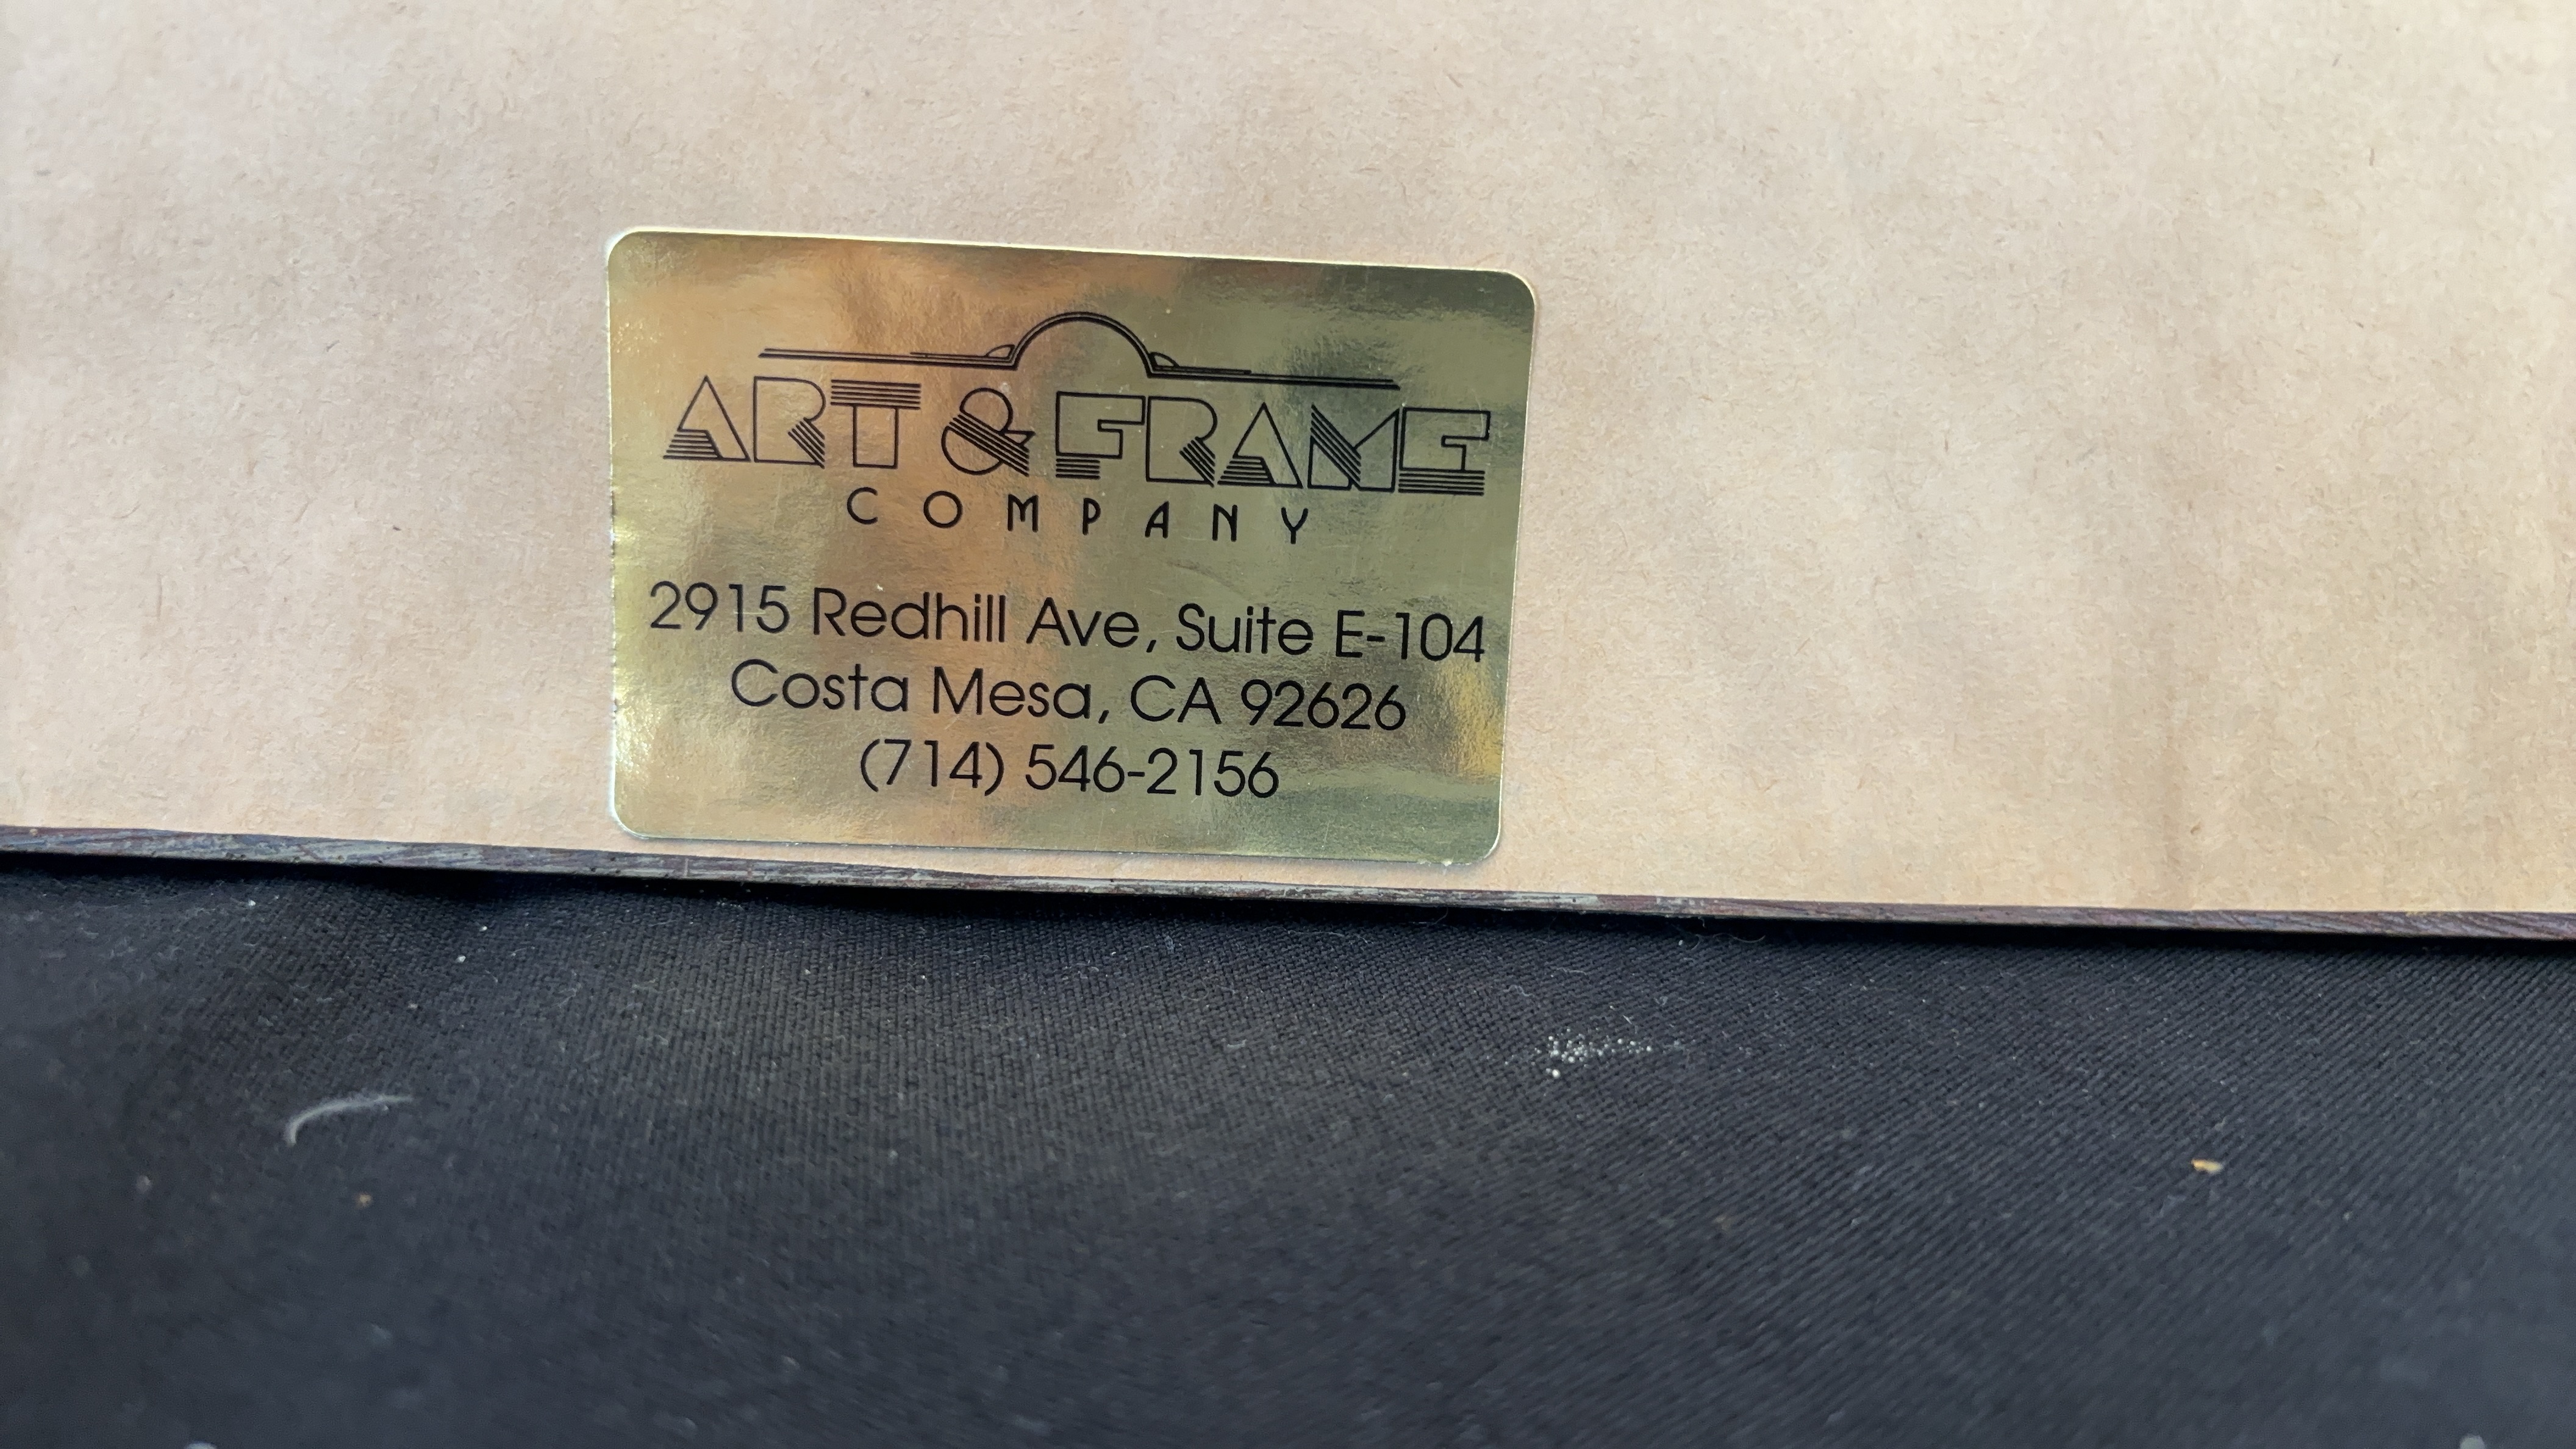 ART & FRAME
COMPANY
2915 Redhill Ave, Suite E-104
Costa Mesa, CA 92626
(714) 546-2156